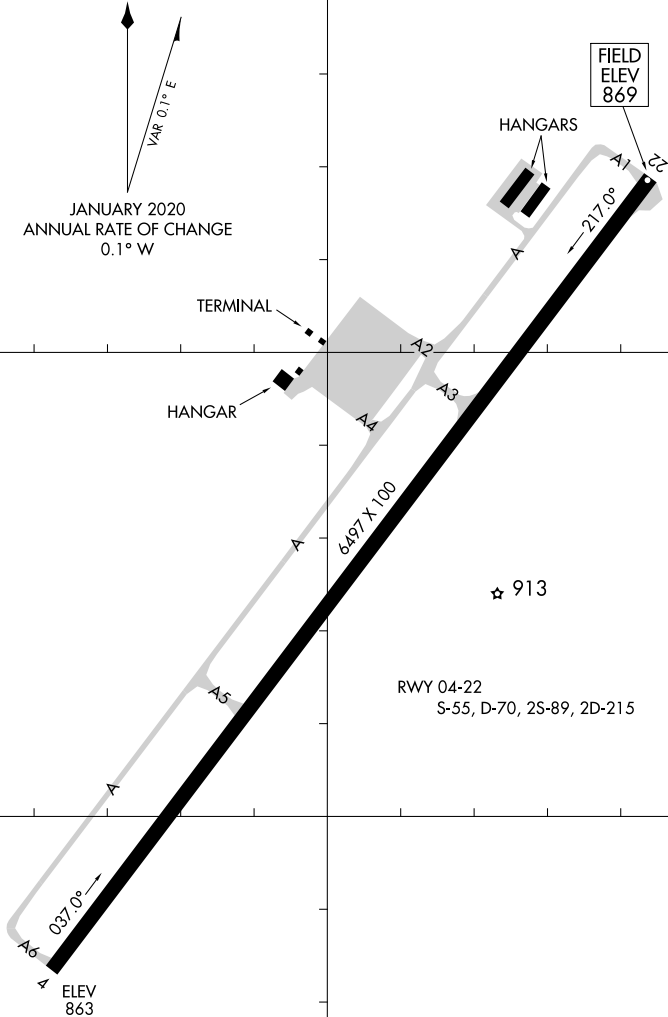 VAR 0.1° E
JANUARY 2020
ANNUAL RATE OF CHANGE
0.1° W
FIELD
ELEV
869
HANGARS
A1
22
217.0°
A
TERMINAL
A2
HANGAR
A3
A4
6497 X 100
A
913
RWY 04-22
S-55, D-70, 2S-89, 2D-215
A5
A
037.0°
A6
4
ELEV
863